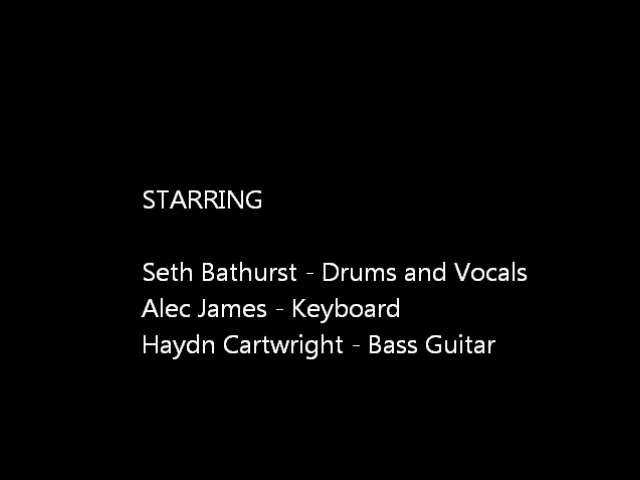 STARRING
Seth Bathurst - Drums and Vocals
Alec James - Keyboard
Haydn Cartwright - Bass Guitar